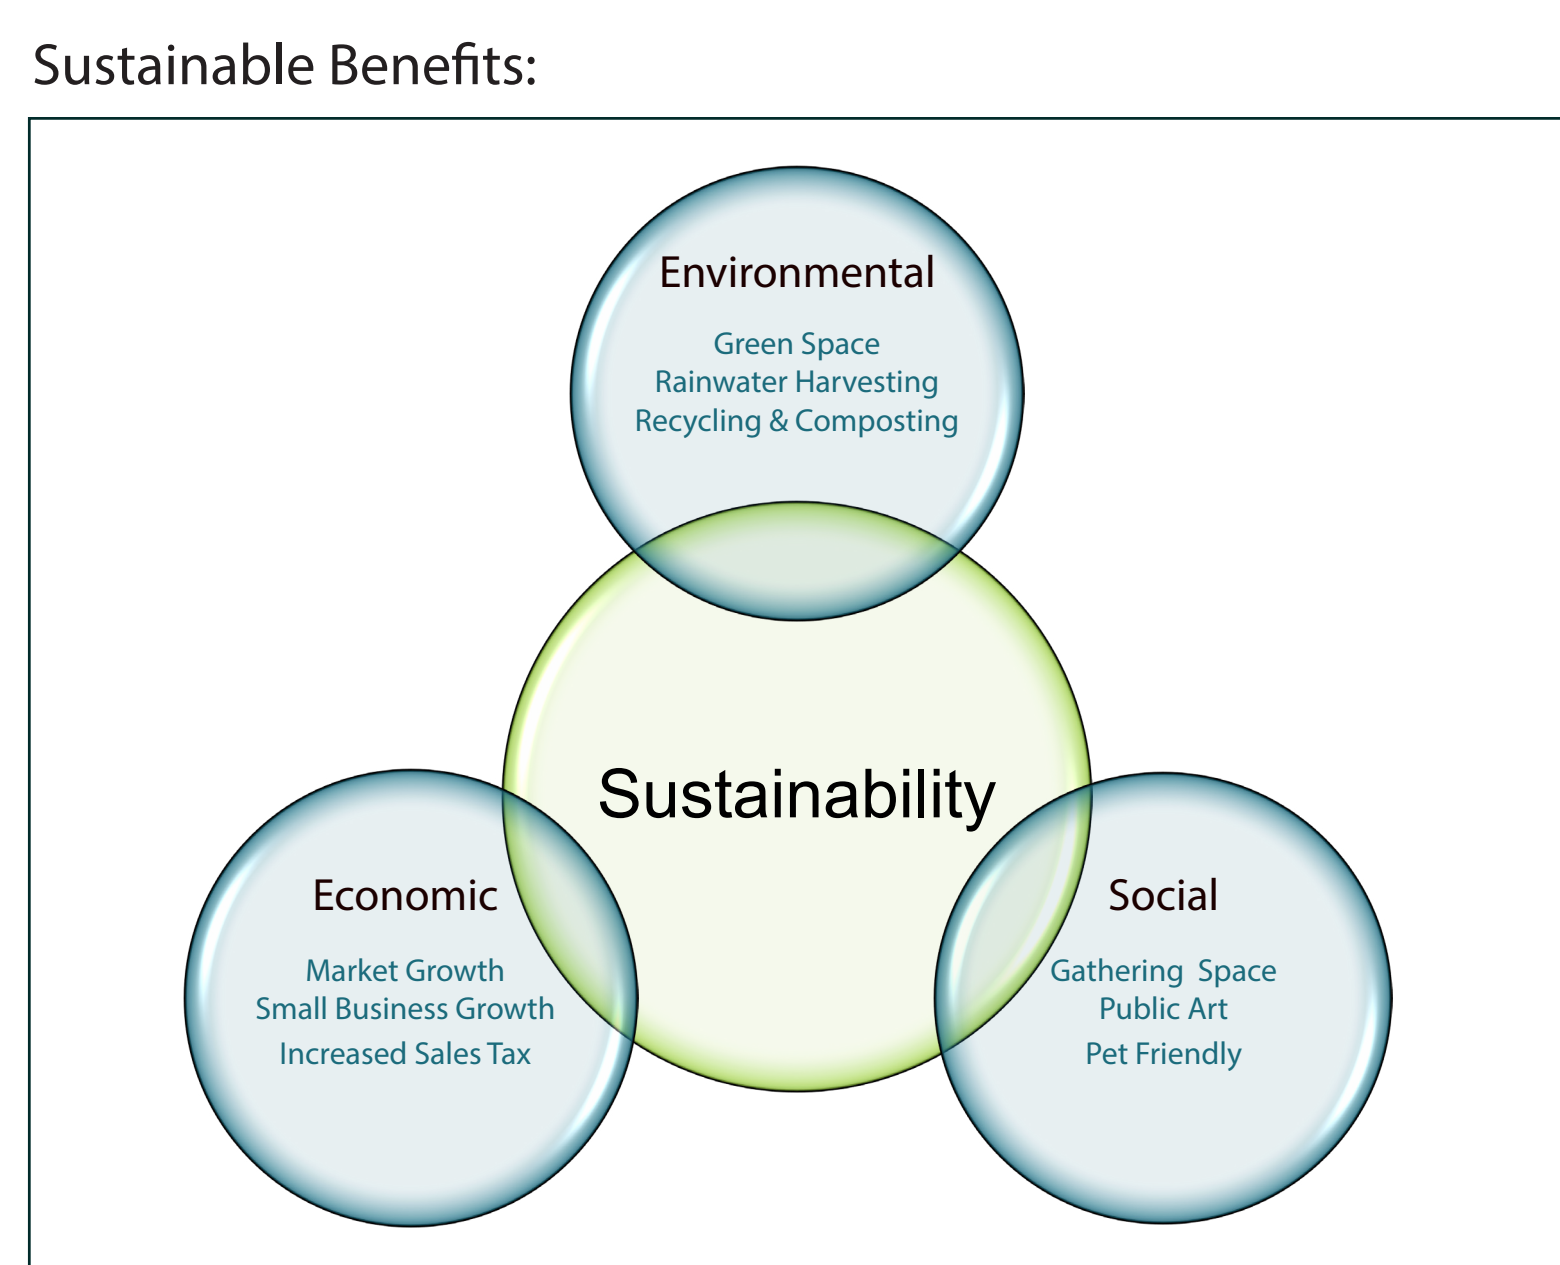 Sustainable Benefits:
Environmental
Green Space
Rainwater Harvesting
Recycling & Composting
Sustainability
Economic
Market Growth
Small Business Growth
Increased Sales Tax
Social
Gathering Space
Public Art
Pet Friendly